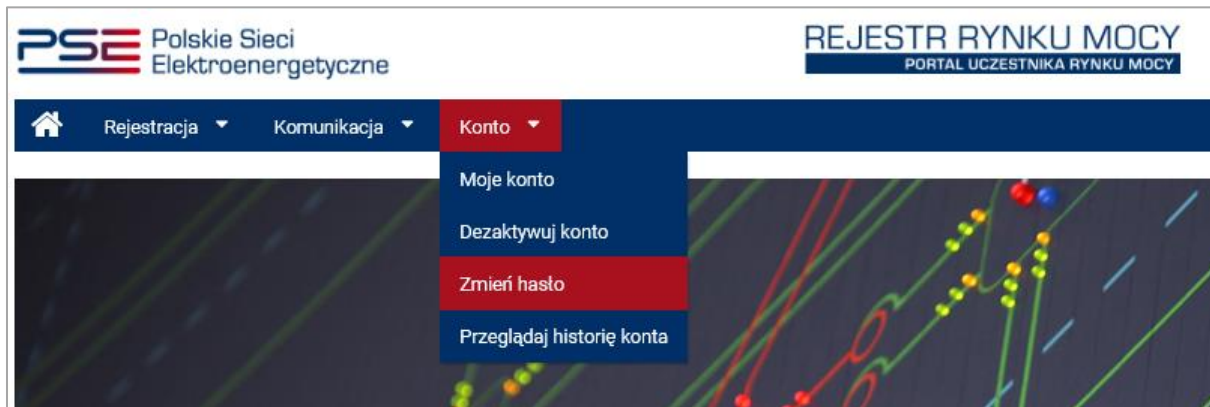 PSE Polskie Sieci
Elektroenergetyczne
REJESTR RYNKU MOCY
PORTAL UCZESTNIKA RYNKU MOCY
Rejestracja Komunikacja Konto
Moje konto
Dezaktywuj konto
Zmień hasło
Przeglądaj historię konta